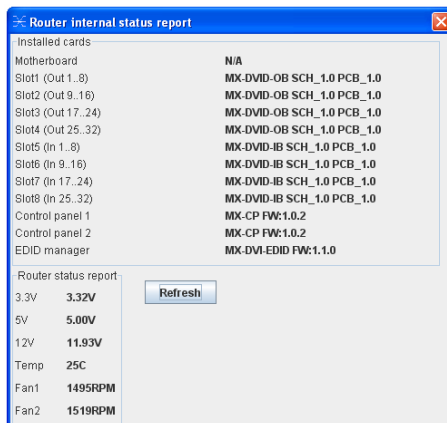 Router internal status report
Installed cards
Motherboard N/A
Slot1 (Out 1..8) MX-DVID-OB SCH_1.0 PCB_1.0
Slot2 (Out 9..16) MX-DVID-OB SCH_1.0 PCB_1.0
Slot3 (Out 17..24) MX-DVID-OB SCH_1.0 PCB_1.0
Slot4 (Out 25..32) MX-DVID-OB SCH_1.0 PCB_1.0
Slot5 (In 1..8) MX-DVID-IB SCH_1.0 PCB_1.0
Slot6 (In 9..16) MX-DVID-IB SCH_1.0 PCB_1.0
Slot7 (In 17..24) MX-DVID-IB SCH_1.0 PCB_1.0
Slot8 (In 25..32) MX-DVID-IB SCH_1.0 PCB_1.0
Control panel 1 MX-CP FW:1.0.2
Control panel 2 MX-CP FW:1.0.2
EDID manager MX-DVI-EDID FW:1.1.0
Router status report
Refresh
3.3V 3.32V
5V 5.00V
12V 11.93V
Temp 25C
Fan1 1495RPM
Fan2 1519RPM